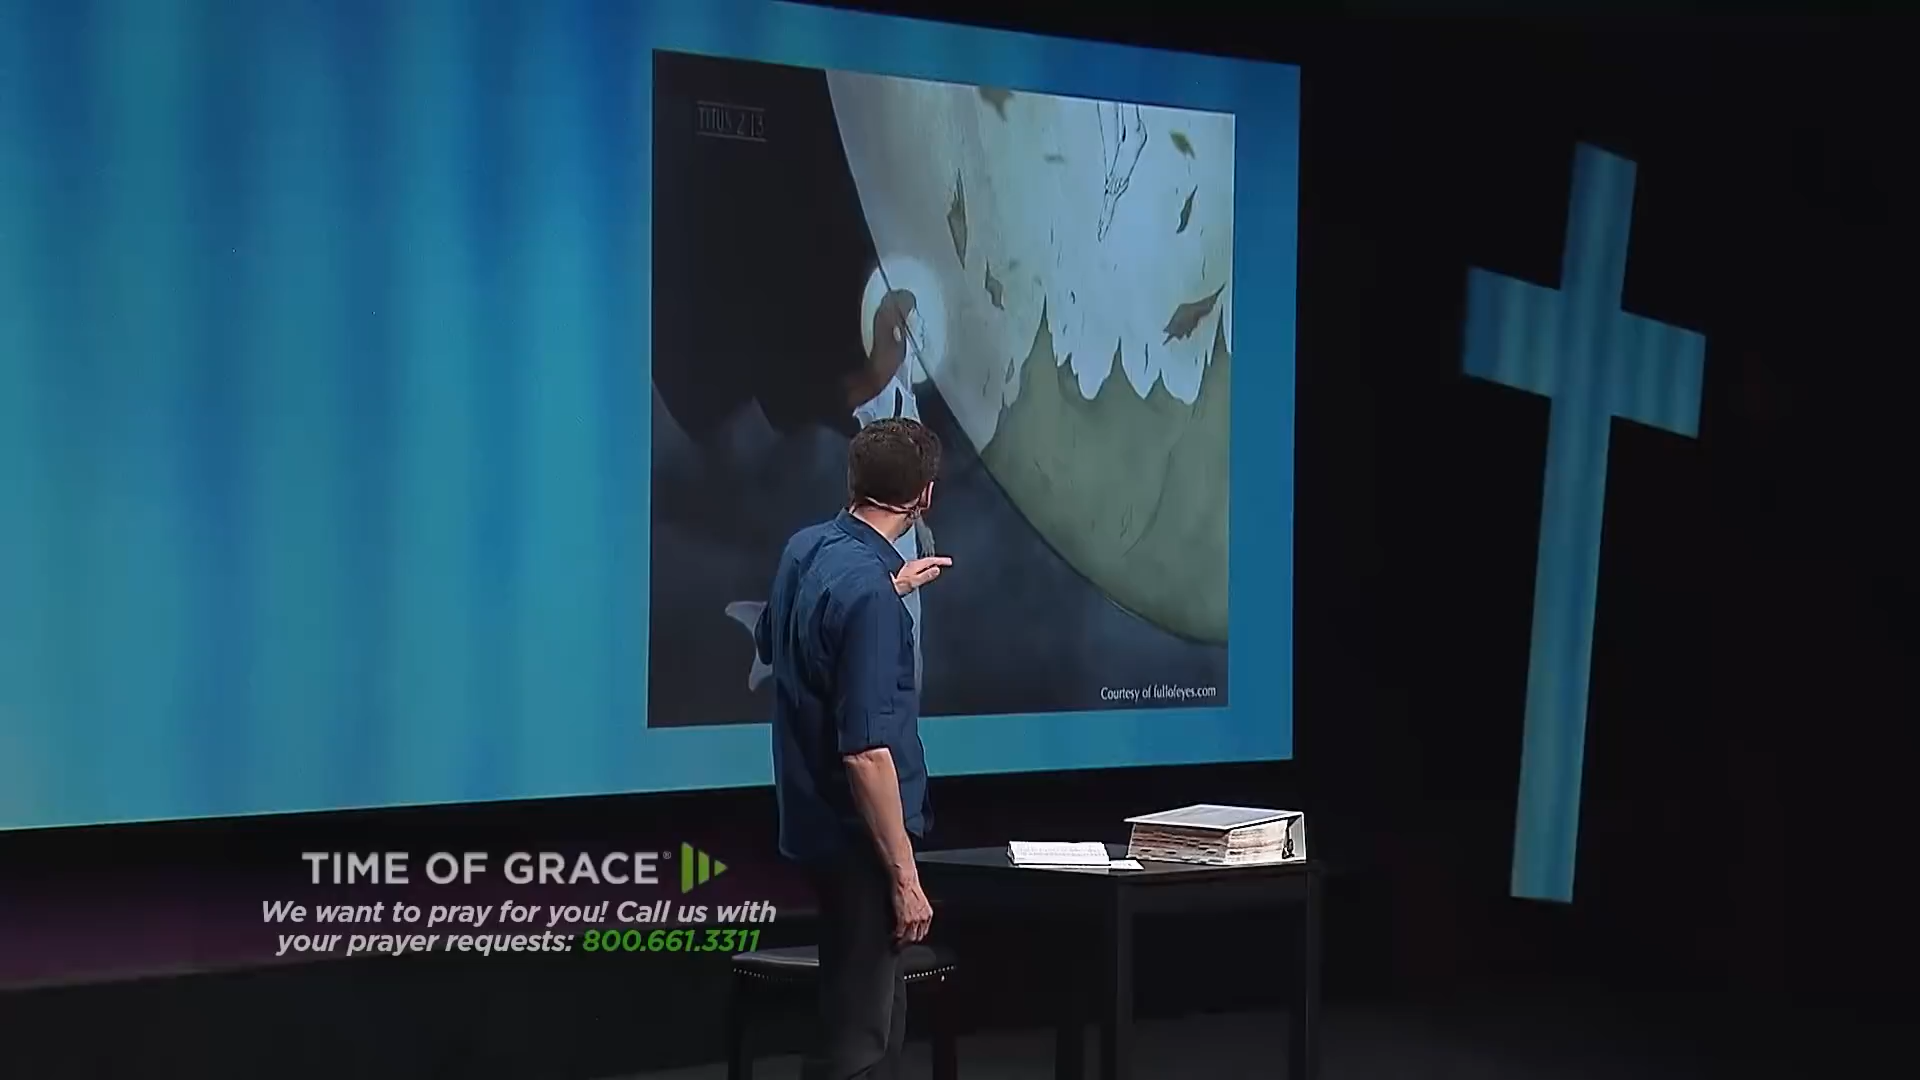 TITUS 2 13
Courtesy of fullofeyes.com
TIME OF GRACE®
We want to pray for you! Call us with
your prayer requests: 800.661.3311